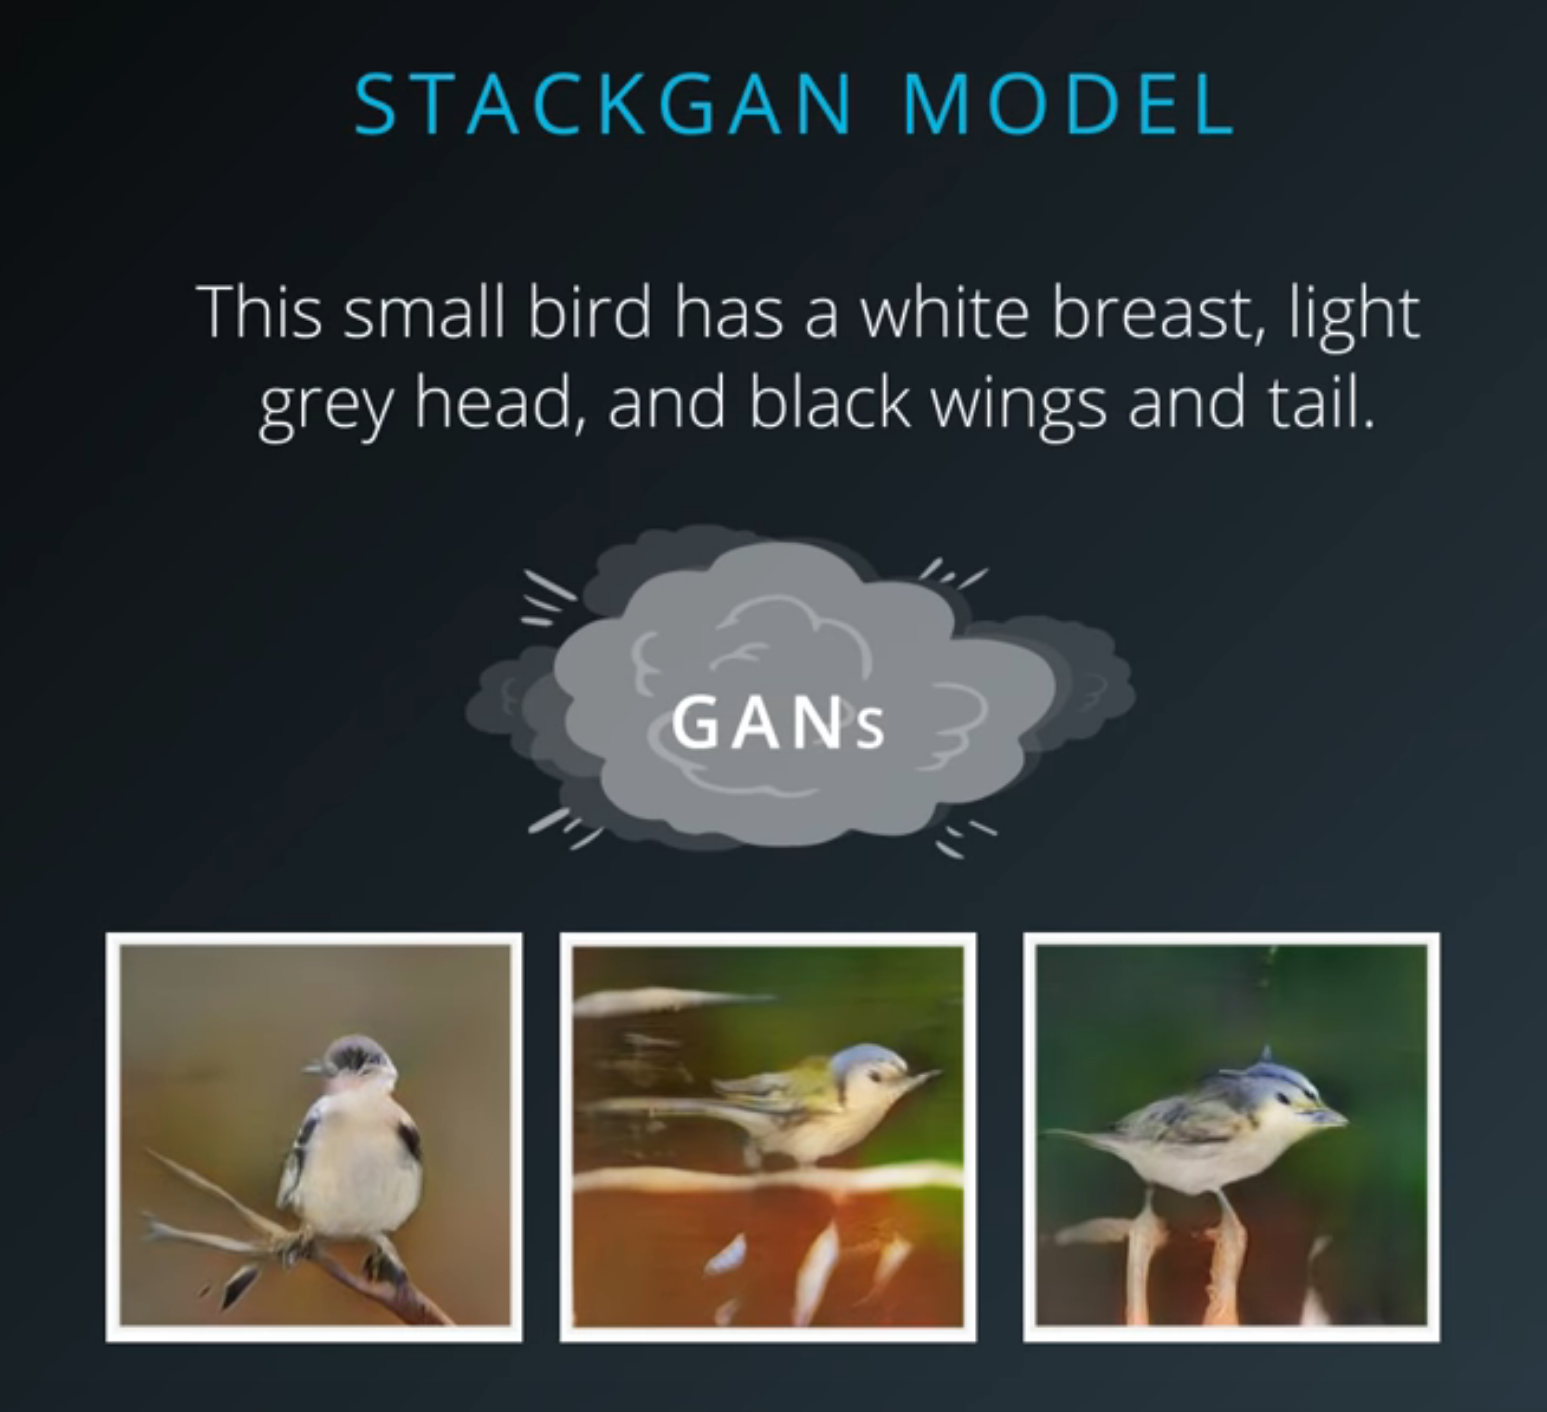 STACKGAN MODEL
This small bird has a white breast, light
grey head, and black wings and tail.
GANs